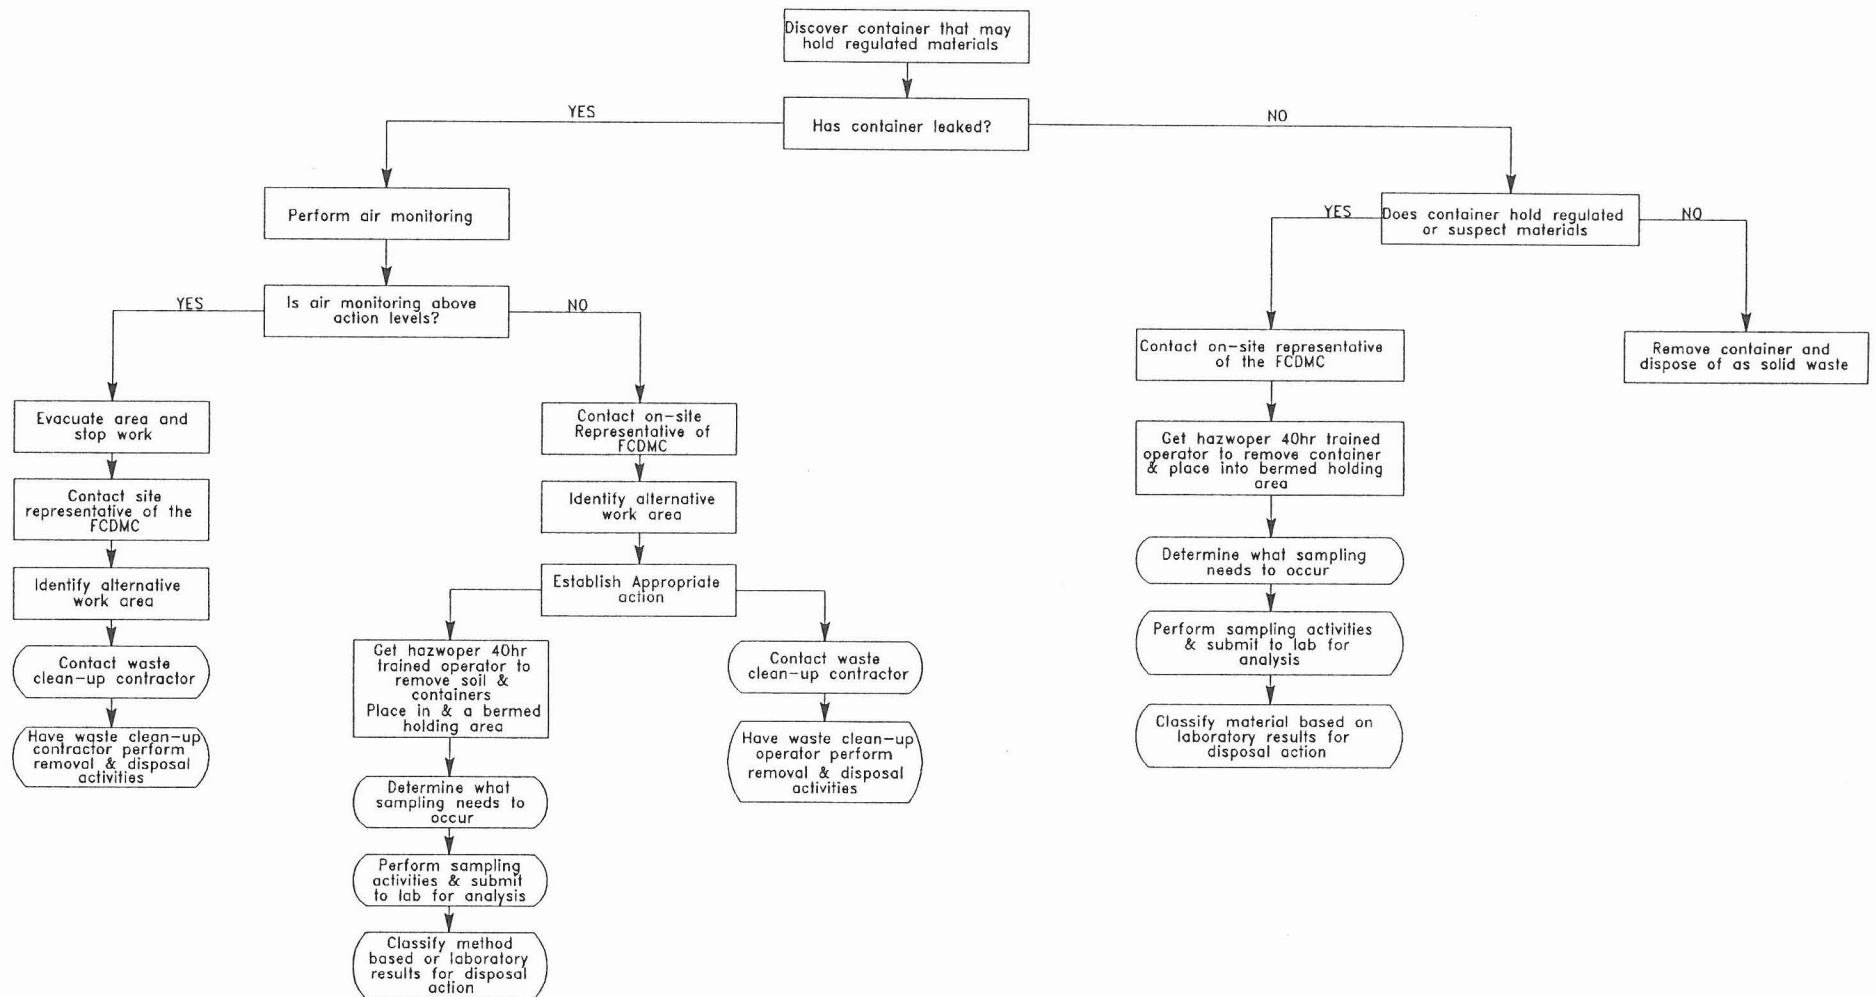 Discover container that may
hold regulated materials
YES
Has container leaked?
NO
Perform air monitoring
YES
Does container hold regulated
or suspect materials
NO
YES
Is air monitoring above
action levels?
NO
Contact on-site representative
of the FCDMC
Remove container and
dispose of as solid waste
Evacuate area and
stop work
Contact on-site
Representative of
FCDMC
Get hazwoper 40hr trained
operator to remove container
& place into bermed holding
area
Contact site
representative of the
FCDMC
Identify alternative
work area
Determine what sampling
needs to occur
Identify alternative
work area
Establish Appropriate
action
Perform sampling activities
& submit to lab for
analysis
Contact waste
clean-up contractor
Get hazwoper 40hr
trained operator to
remove soil &
containers
Place in & a bermed
holding area
Contact waste
clean-up contractor
Classify material based on
laboratory results for
disposal action
Have waste clean-up
contractor perform
removal & disposal
activities
Have waste clean-up
operator perform
removal & disposal
activities
Determine what
sampling needs to
occur
Perform sampling
activities & submit
to lab for analysis
Classify method
based or laboratory
results for disposal
action